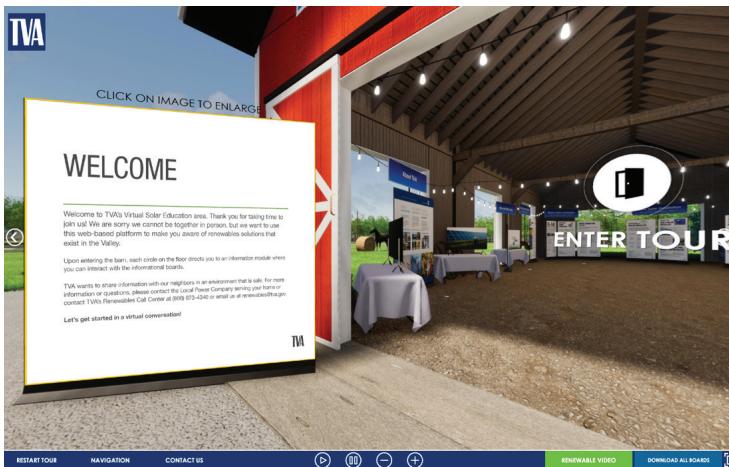 TVA
CLICK ON IMAGE TO ENLARGE
WELCOME
Welcome to TVA's Virtual Solar Education area. Thank you for taking time to
join us! We are sorry we cannot be together in person, but we want to use
this web-based platform to make you aware of renewables solutions that
exist in the Valley.
Upon entering the barn, each circle on the floor directs you to an information module where
you can interact with the informational boards.
TVA wants to share information with our neighbors in an environment that is safe. For more
information or questions, please contact the Local Power Company serving your home or
contact TVA's Renewables Call Center at (866) 673-4340 or email us at renewables@tva.gov
Let's get started in a virtual conversation!
TVA
About TVA
ENTER TOUR
RESTART TOUR
NAVIGATION
CONTACT US
RENEWABLE VIDEO
DOWNLOAD ALL BOARDS